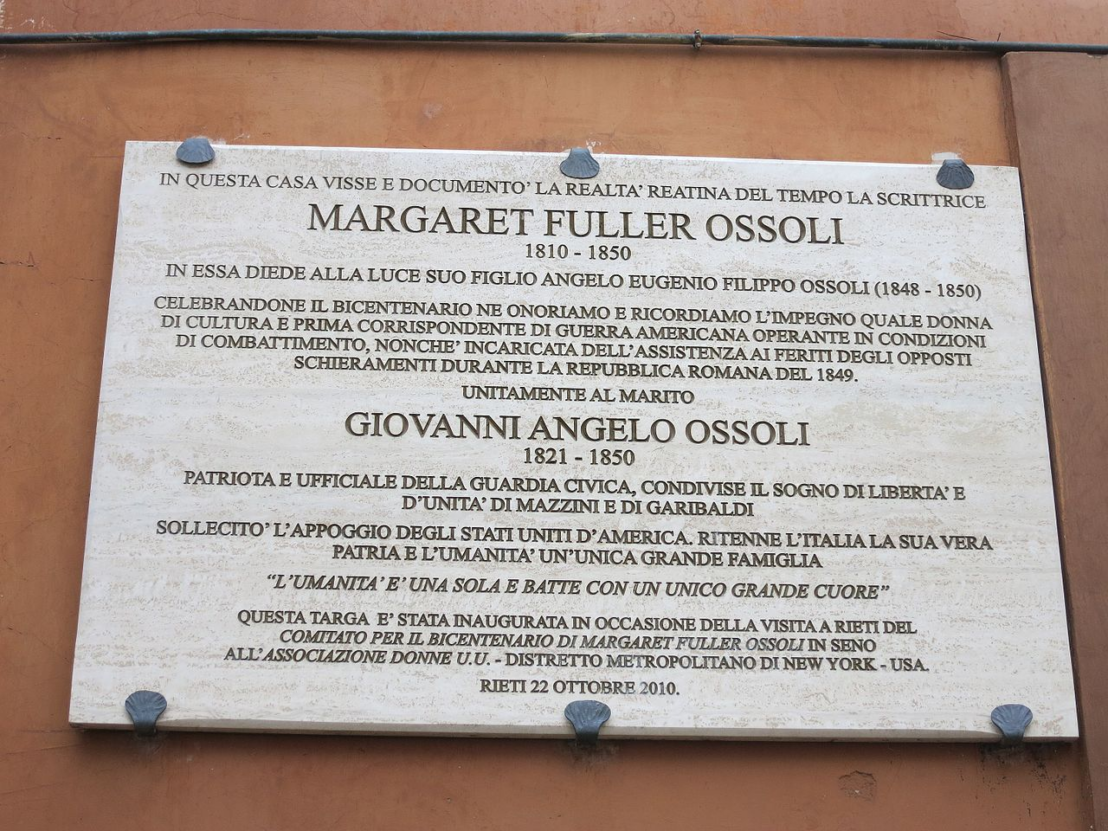 IN QUESTA CASA VISSE E DOCUMENTO' LA REALTA' REATINA DEL TEMPO LA SCRITTRICE
MARGARET FULLER OSSOLI
1810 - 1850
IN ESSA DIEDE ALLA LUCE SUO FIGLIO ANGELO EUGENIO FILIPPO OSSOLI (1848 - 1850)
CELEBRANDONE IL BICENTENARIO NE ONORIAMO E RICORDIAMO L'IMPEGNO QUALE DONNA
DI CULTURA E PRIMA CORRISPONDENTE DI GUERRA AMERICANA OPERANTE IN CONDIZIONI
DI COMBATTIMENTO, NONCHE' INCARICATA DELL'ASSISTENZA AI FERITI DEGLI OPPOSTI
SCHIERAMENTI DURANTE LA REPUBBLICA ROMANA DEL 1849.
UNITAMENTE AL MARITO
GIOVANNI ANGELO OSSOLI
1821 - 1850
PATRIOTA E UFFICIALE DELLA GUARDIA CIVICA, CONDIVISE IL SOGNO DI LIBERTA' E
D'UNITA' DI MAZZINI E DI GARIBALDI
SOLLECITO' L'APPOGGIO DEGLI STATI UNITI D'AMERICA. RITENNE L'ITALIA LA SUA VERA
PATRIA E L'UMANITA' UN'UNICA GRANDE FAMIGLIA
"L'UMANITA' E' UNA SOLA E BATTE CON UN UNICO GRANDE CUORE"
QUESTA TARGA E' STATA INAUGURATA IN OCCASIONE DELLA VISITA A RIETI DEL
COMITATO PER IL BICENTENARIO DI MARGARET FULLER OSSOLI IN SENO
ALL'ASSOCIAZIONE DONNE U.U. - DISTRETTO METROPOLITANO DI NEW YORK - USA.
RIETI 22 OTTOBRE 2010.